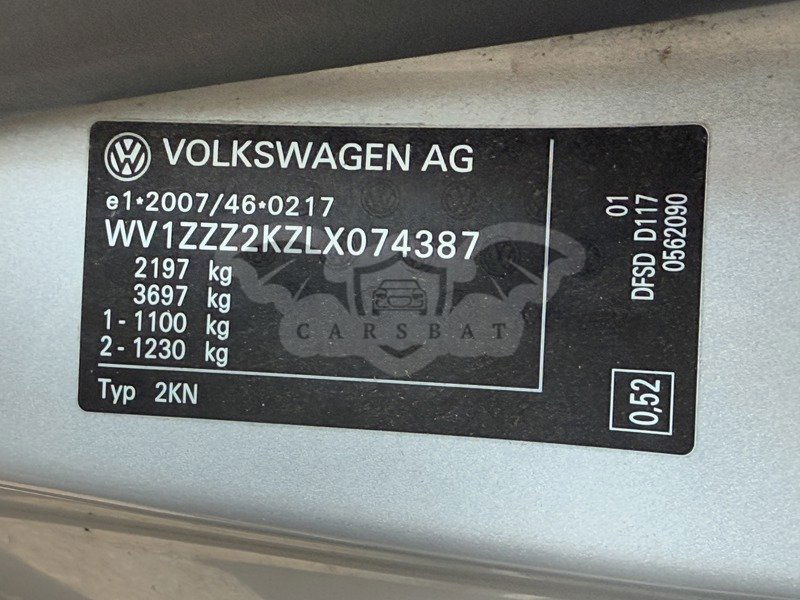 VOLKSWAGEN AG
e1*2007/46*0217
WV1ZZZ2KZLX074387
2197 kg
3697 kg
1 - 1100 kg
2 - 1230 kg
Typ 2KN
01
DFSD D117
0562090
0,52
CARSBAT